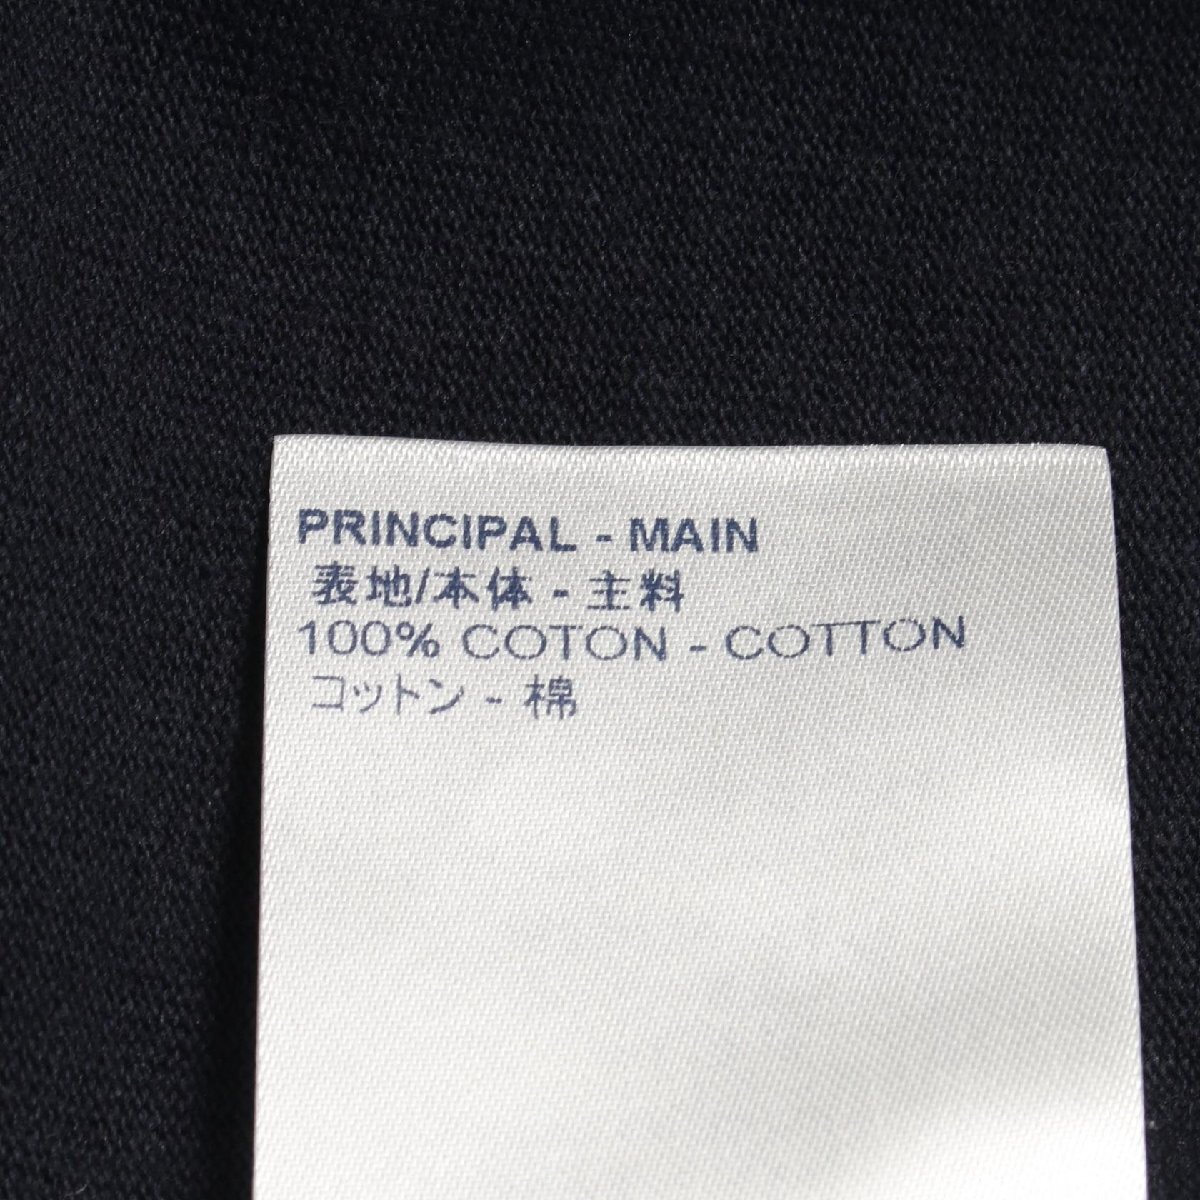 PRINCIPAL - MAIN
表地/本体 - 主料
100% COTON - COTTON
コットン - 棉